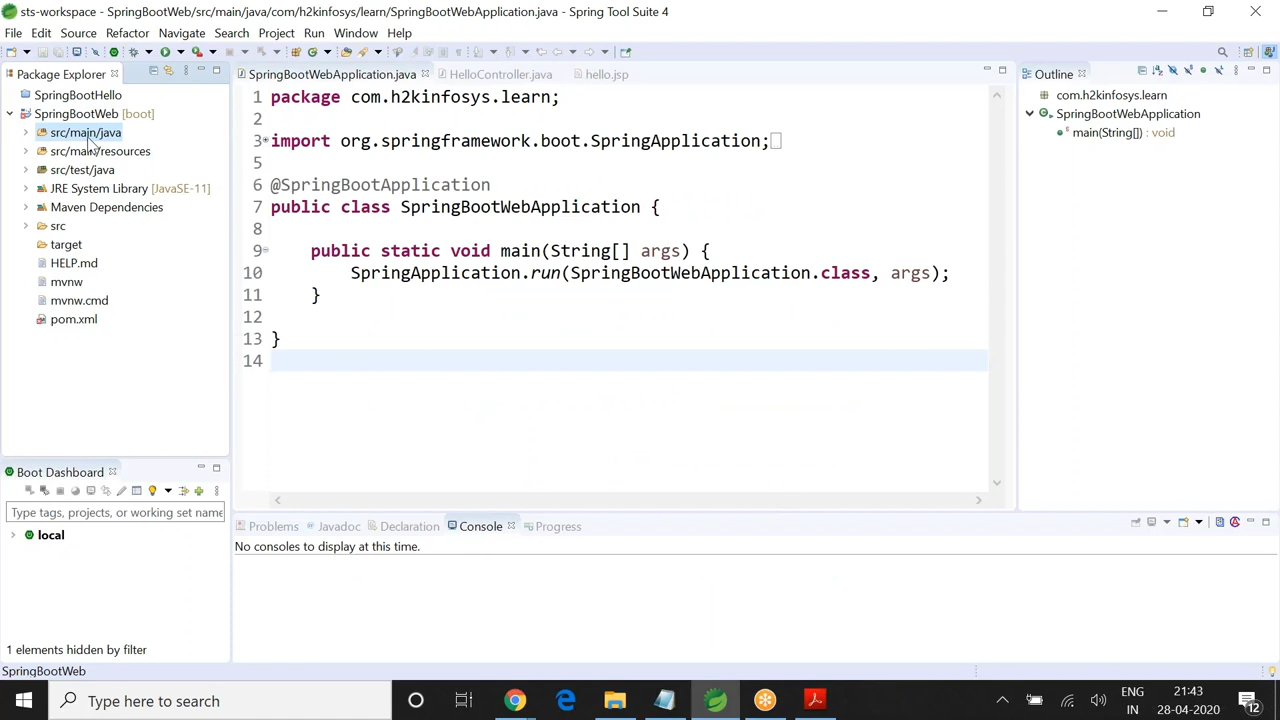 sts-workspace - SpringBootWeb/src/main/java/com/h2kinfosys/learn/SpringBootWebApplication.java - Spring Tool Suite 4
File Edit Source Refactor Navigate Search Project Run Window Help
Package Explorer
SpringBootHello
SpringBootWeb [boot]
src/main/java
src/main/resources
src/test/java
JRE System Library [JavaSE-11]
Maven Dependencies
src
target
HELP.md
mvnw
mvnw.cmd
pom.xml
Boot Dashboard
Type tags, projects, or working set name
local
1 elements hidden by filter
SpringBootWebApplication.java HelloController.java hello.jsp
1 package com.h2kinfosys.learn;
2
3 import org.springframework.boot.SpringApplication;
5
6 @SpringBootApplication
7 public class SpringBootWebApplication {
8
9 public static void main(String[] args) {
10 SpringApplication.run(SpringBootWebApplication.class, args);
11 }
12
13 }
14
Problems Javadoc Declaration Console Progress
No consoles to display at this time.
Outline
com.h2kinfosys.learn
SpringBootWebApplication
main(String[]) : void
SpringBootWeb
Type here to search
ENG
IN
21:43
28-04-2020
12